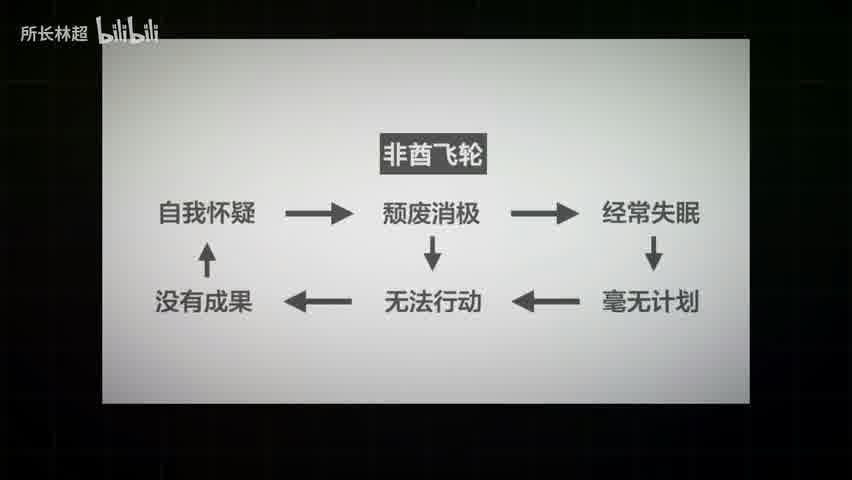 所长林超 bilibili
非酋飞轮
自我怀疑 颓废消极 经常失眠
没有成果 无法行动 毫无计划